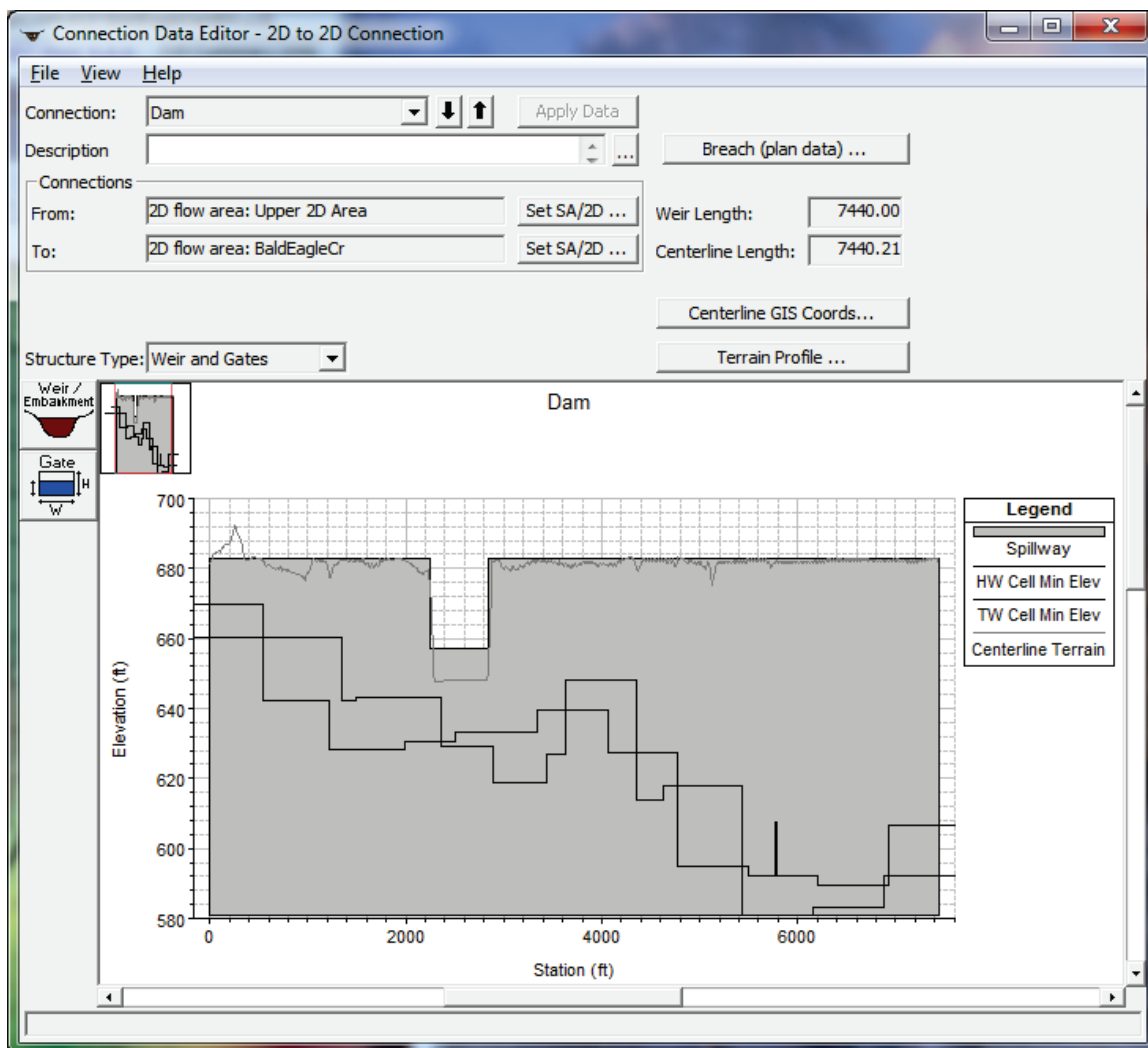 Connection Data Editor - 2D to 2D Connection
File View Help
Connection: Dam Apply Data
Description ... Breach (plan data) ...
Connections
From: 2D flow area: Upper 2D Area Set SA/2D ... Weir Length: 7440.00
To: 2D flow area: BaldEagleCr Set SA/2D ... Centerline Length: 7440.21
Centerline GIS Coords...
Structure Type: Weir and Gates Terrain Profile ...
Weir /
Embankment
Gate
H
W
Dam
700
680
660
640
620
600
580
Elevation (ft)
0 2000 4000 6000
Station (ft)
Legend
Spillway
HW Cell Min Elev
TW Cell Min Elev
Centerline Terrain